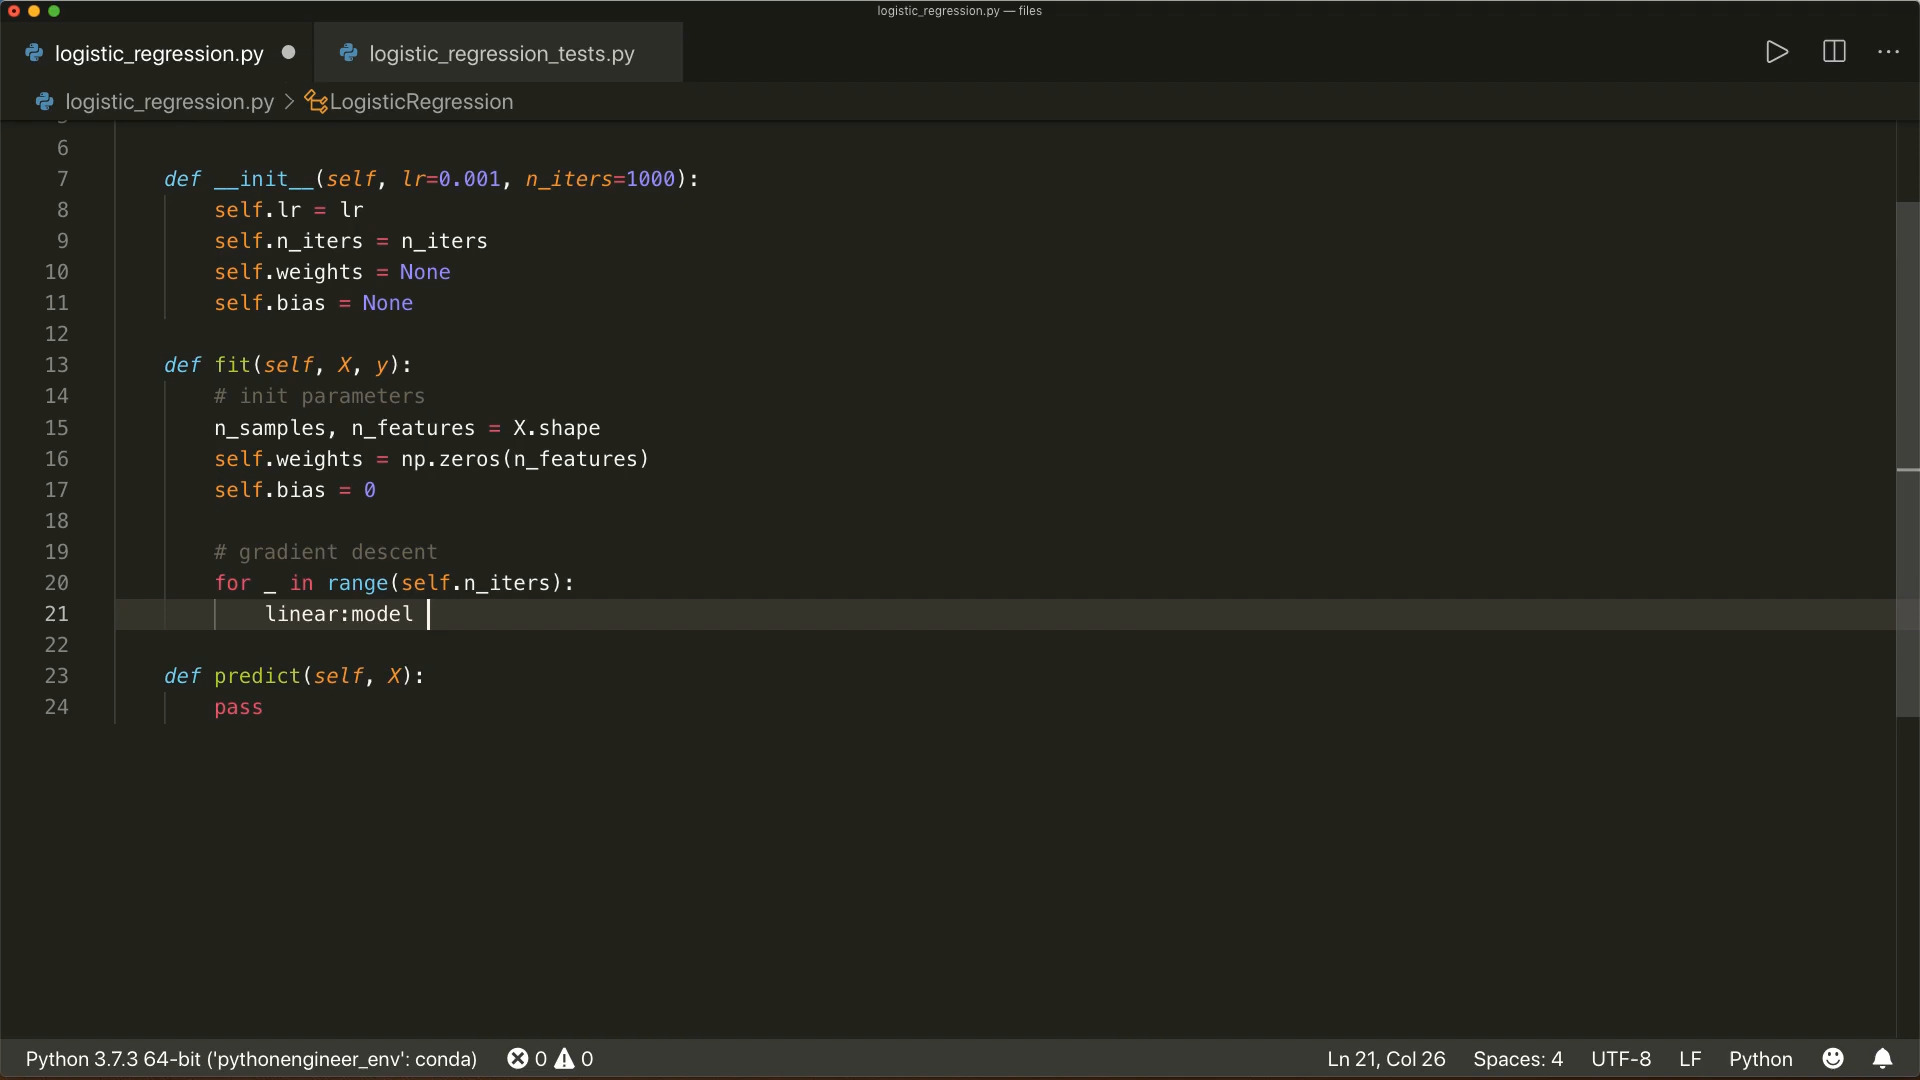 logistic_regression.py — files
logistic_regression.py logistic_regression_tests.py
logistic_regression.py > LogisticRegression
6
7 def __init__(self, lr=0.001, n_iters=1000):
8 self.lr = lr
9 self.n_iters = n_iters
10 self.weights = None
11 self.bias = None
12
13 def fit(self, X, y):
14 # init parameters
15 n_samples, n_features = X.shape
16 self.weights = np.zeros(n_features)
17 self.bias = 0
18
19 # gradient descent
20 for _ in range(self.n_iters):
21 linear:model
22
23 def predict(self, X):
24 pass
Python 3.7.3 64-bit ('pythonengineer_env': conda) 0 0 Ln 21, Col 26 Spaces: 4 UTF-8 LF Python